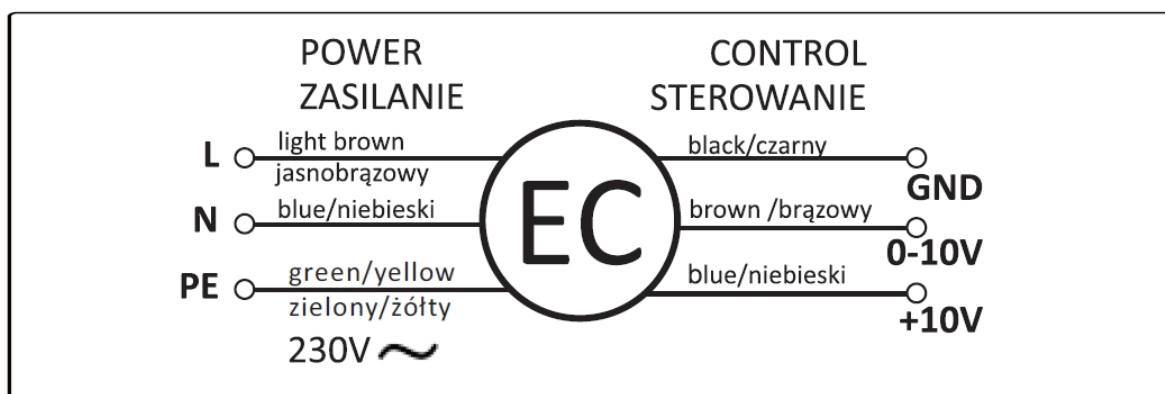 POWER
ZASILANIE
CONTROL
STEROWANIE
L
light brown
jasnobrązowy
N
blue/niebieski
PE
green/yellow
zielony/żółty
230V ~
EC
black/czarny
GND
brown /brązowy
0-10V
blue/niebieski
+10V